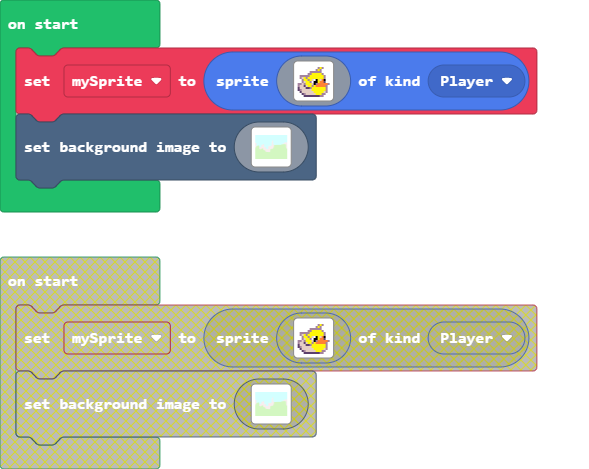 on start
set mySprite to sprite of kind Player
set background image to
on start
set mySprite to sprite of kind Player
set background image to